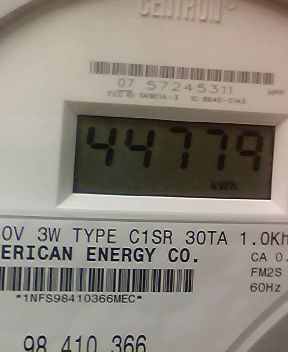 CENTRON®
07 57245311
44779
kWh
0V 3W TYPE C1SR 30TA 1.0Kh
ERICAN ENERGY CO.
CA 0.
FM2S
*1NFS98410366MEC*
60Hz
98 410 366